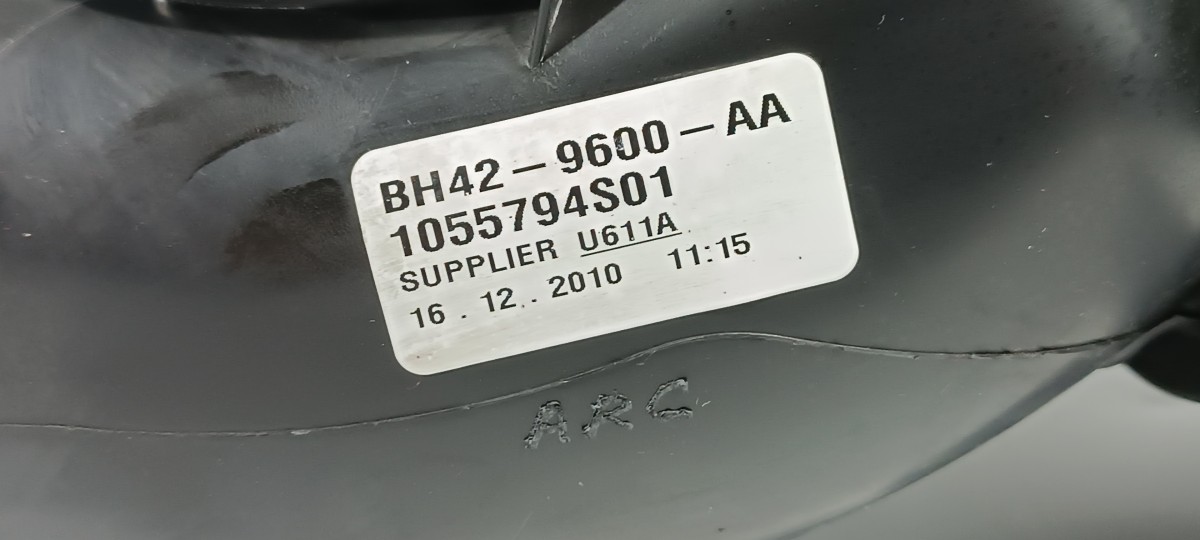 BH42-9600-AA
1055794S01
SUPPLIER U611A
16.12..2010 11:15
ARC